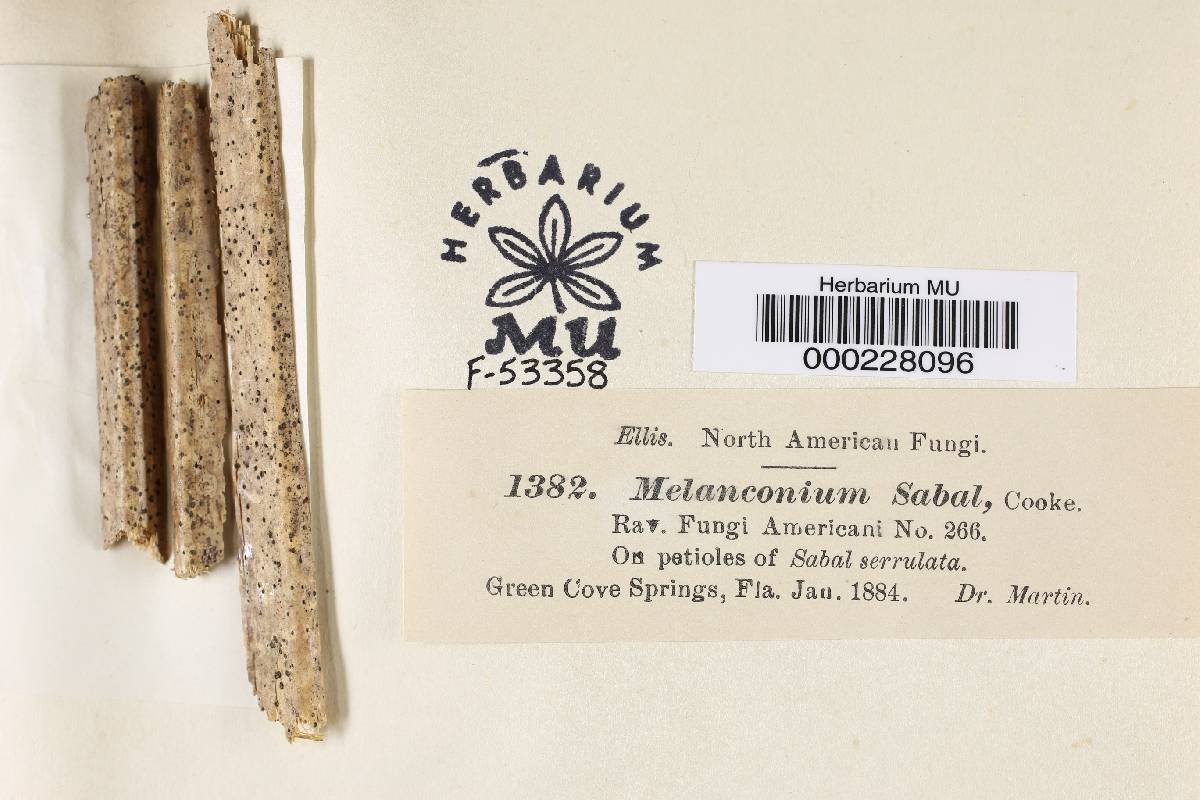 HERBARIUM
MU
F-53358
Herbarium MU
000228096
Ellis. North American Fungi.
1382. Melanconium Sabal, Cooke.
Rav. Fungi Americani No. 266.
On petioles of Sabal serrulata.
Green Cove Springs, Fla. Jan. 1884. Dr. Martin.